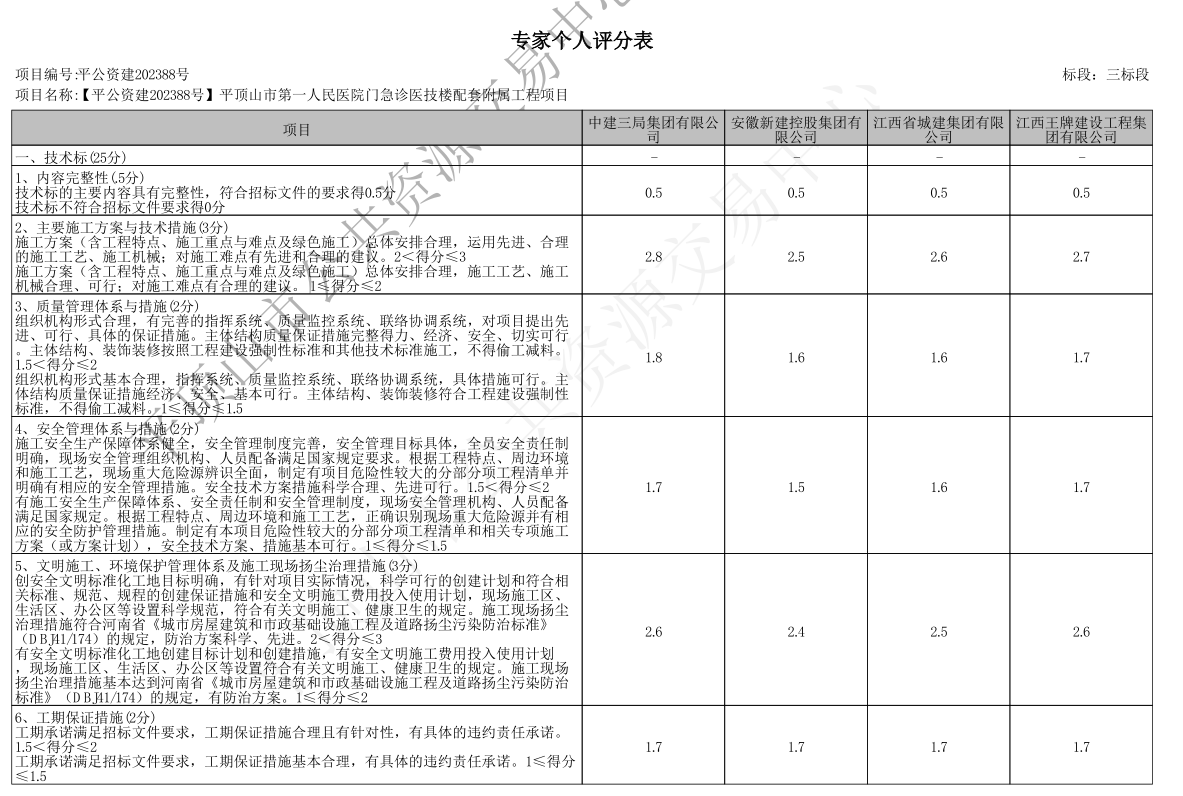 专家个人评分表
项目编号:平公资建202388号
标段：三标段
项目名称:【平公资建202388号】平顶山市第一人民医院门急诊医技楼配套附属工程项目
项目
中建三局集团有限公
司
安徽新建控股集团有
限公司
江西省城建集团有限
公司
江西王牌建设工程集
团有限公司
一、技术标(25分)
-
-
-
-
1、内容完整性(.5分)
技术标的主要内容具有完整性，符合招标文件的要求得0.5分
技术标不符合招标文件要求得0分
0.5
0.5
0.5
0.5
2、主要施工方案与技术措施(3分)
施工方案（含工程特点、施工重点与难点及绿色施工）总体安排合理，运用先进、合理
的施工工艺、施工机械；对施工难点有先进和合理的建议。2＜得分≤3
施工方案（含工程特点、施工重点与难点及绿色施工）总体安排合理，施工工艺、施工
机械合理、可行；对施工难点有合理的建议。 1≤得分≤2
2.8
2.5
2.6
2.7
3、质量管理体系与措施(2分)
组织机构形式合理，有完善的指挥系统、质量监控系统、联络协调系统，对项目提出先
进、可行、具体的保证措施。主体结构质量保证措施完整得力、经济、安全、切实可行
。主体结构、装饰装修按照工程建设强制性标准和其他技术标准施工，不得偷工减料。
1.5＜得分≤2
组织机构形式基本合理，指挥系统、质量监控系统、联络协调系统，具体措施可行。主
体结构质量保证措施经济、安全、基本可行。主体结构、装饰装修符合工程建设强制性
标准，不得偷工减料。1≤得分≤1.5
1.8
1.6
1.6
1.7
4、安全管理体系与措施(2分)
施工安全生产保障体系健全，安全管理制度完善，安全管理目标具体，全员安全责任制
明确，现场安全管理组织机构、人员配备满足国家规定要求。根据工程特点、周边环境
和施工工艺，现场重大危险源辨识全面，制定有项目危险性较大的分部分项工程清单并
明确有相应的安全管理措施。安全技术方案措施科学合理、先进可行。1.5＜得分≤2
有施工安全生产保障体系、安全责任制和安全管理制度，现场安全管理机构、人员配备
满足国家规定。根据工程特点、周边环境和施工工艺，正确识别现场重大危险源并有相
应的安全防护管理措施。制定有本项目危险性较大的分部分项工程清单和相关专项施工
方案（或方案计划），安全技术方案、措施基本可行。1≤得分≤1.5
1.7
1.5
1.6
1.7
5、文明施工、环境保护管理体系及施工现场扬尘治理措施(3分)
创安全文明标准化工地目标明确，有针对项目实际情况，科学可行的创建计划和符合相
关标准、规范、规程的创建保证措施和安全文明施工费用投入使用计划，现场施工区、
生活区、办公区等设置科学规范，符合有关文明施工、健康卫生的规定。施工现场扬尘
治理措施符合河南省《城市房屋建筑和市政基础设施工程及道路扬尘污染防治标准》
（DBJ41/174）的规定，防治方案科学、先进。2＜得分≤3
有安全文明标准化工地创建目标计划和创建措施，有安全文明施工费用投入使用计划
，现场施工区、生活区、办公区等设置符合有关文明施工、健康卫生的规定。施工现场
扬尘治理措施基本达到河南省《城市房屋建筑和市政基础设施工程及道路扬尘污染防治
标准》（DBJ41/174）的规定，有防治方案。1≤得分≤2
2.6
2.4
2.5
2.6
6、工期保证措施(2分)
工期承诺满足招标文件要求，工期保证措施合理且有针对性，有具体的违约责任承诺。
1.5＜得分≤2
工期承诺满足招标文件要求，工期保证措施基本合理，有具体的违约责任承诺。1≤得分
≤1.5
1.7
1.7
1.7
1.7
平顶山市公共资源交易中心
共资源交易中心